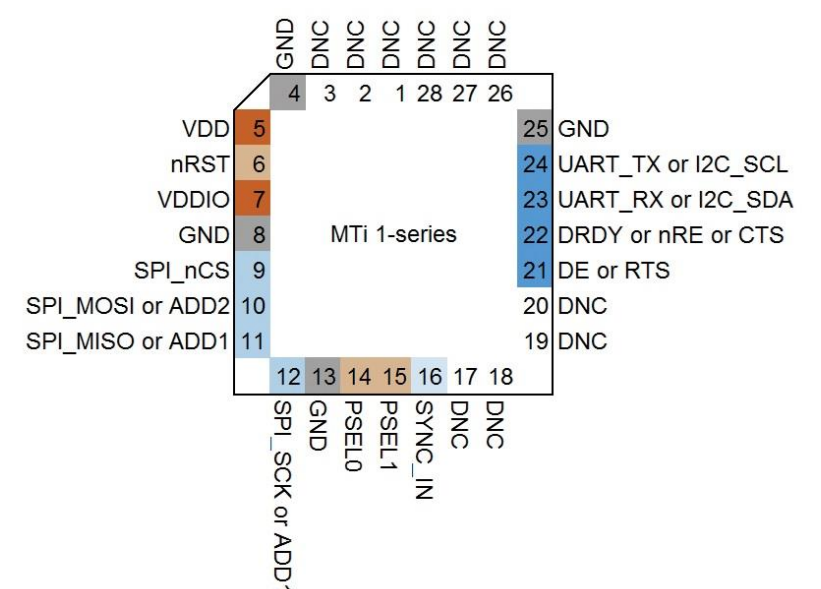 GND DNC DNC DNC DNC DNC DNC
4 3 2 1 28 27 26
VDD 5
nRST 6
VDDIO 7
GND 8
SPI_nCS 9
SPI_MOSI or ADD2 10
SPI_MISO or ADD1 11
MTi 1-series
25 GND
24 UART_TX or I2C_SCL
23 UART_RX or I2C_SDA
22 DRDY or nRE or CTS
21 DE or RTS
20 DNC
19 DNC
12 13 14 15 16 17 18
SPI_SCK or ADD
GND
PSEL0
PSEL1
SYNC_IN
DNC
DNC